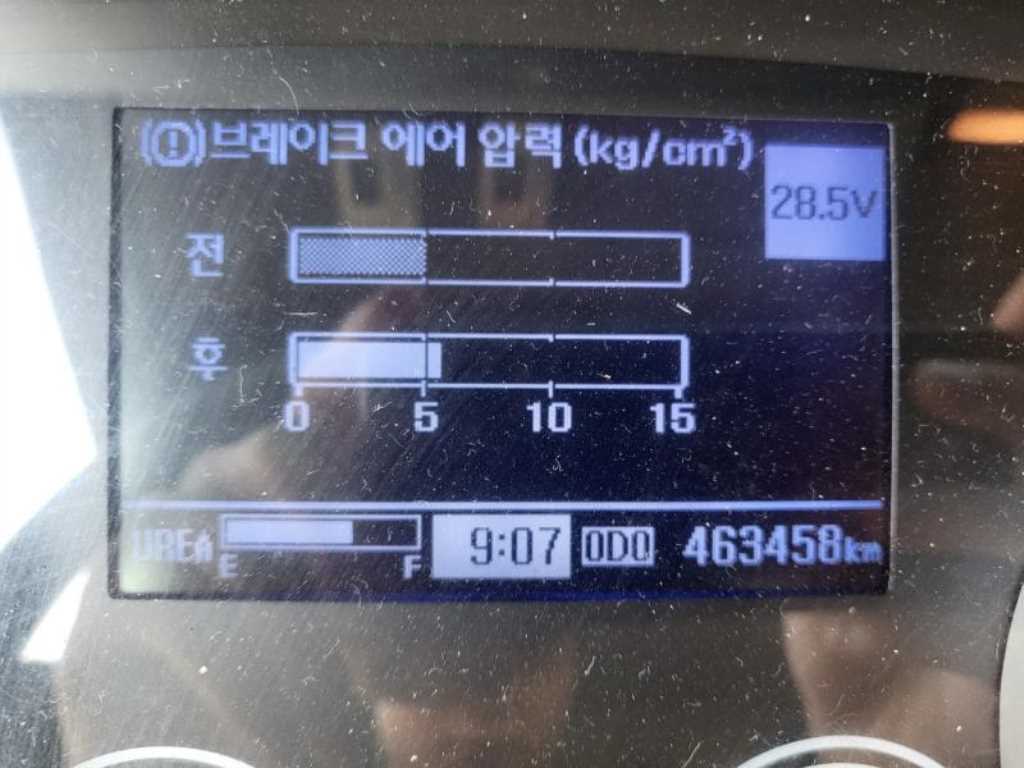 (!)브레이크 에어 압력 (kg/cm²)
28.5V
전
후
0 5 10 15
UREA E F 9:07 ODO 463458km